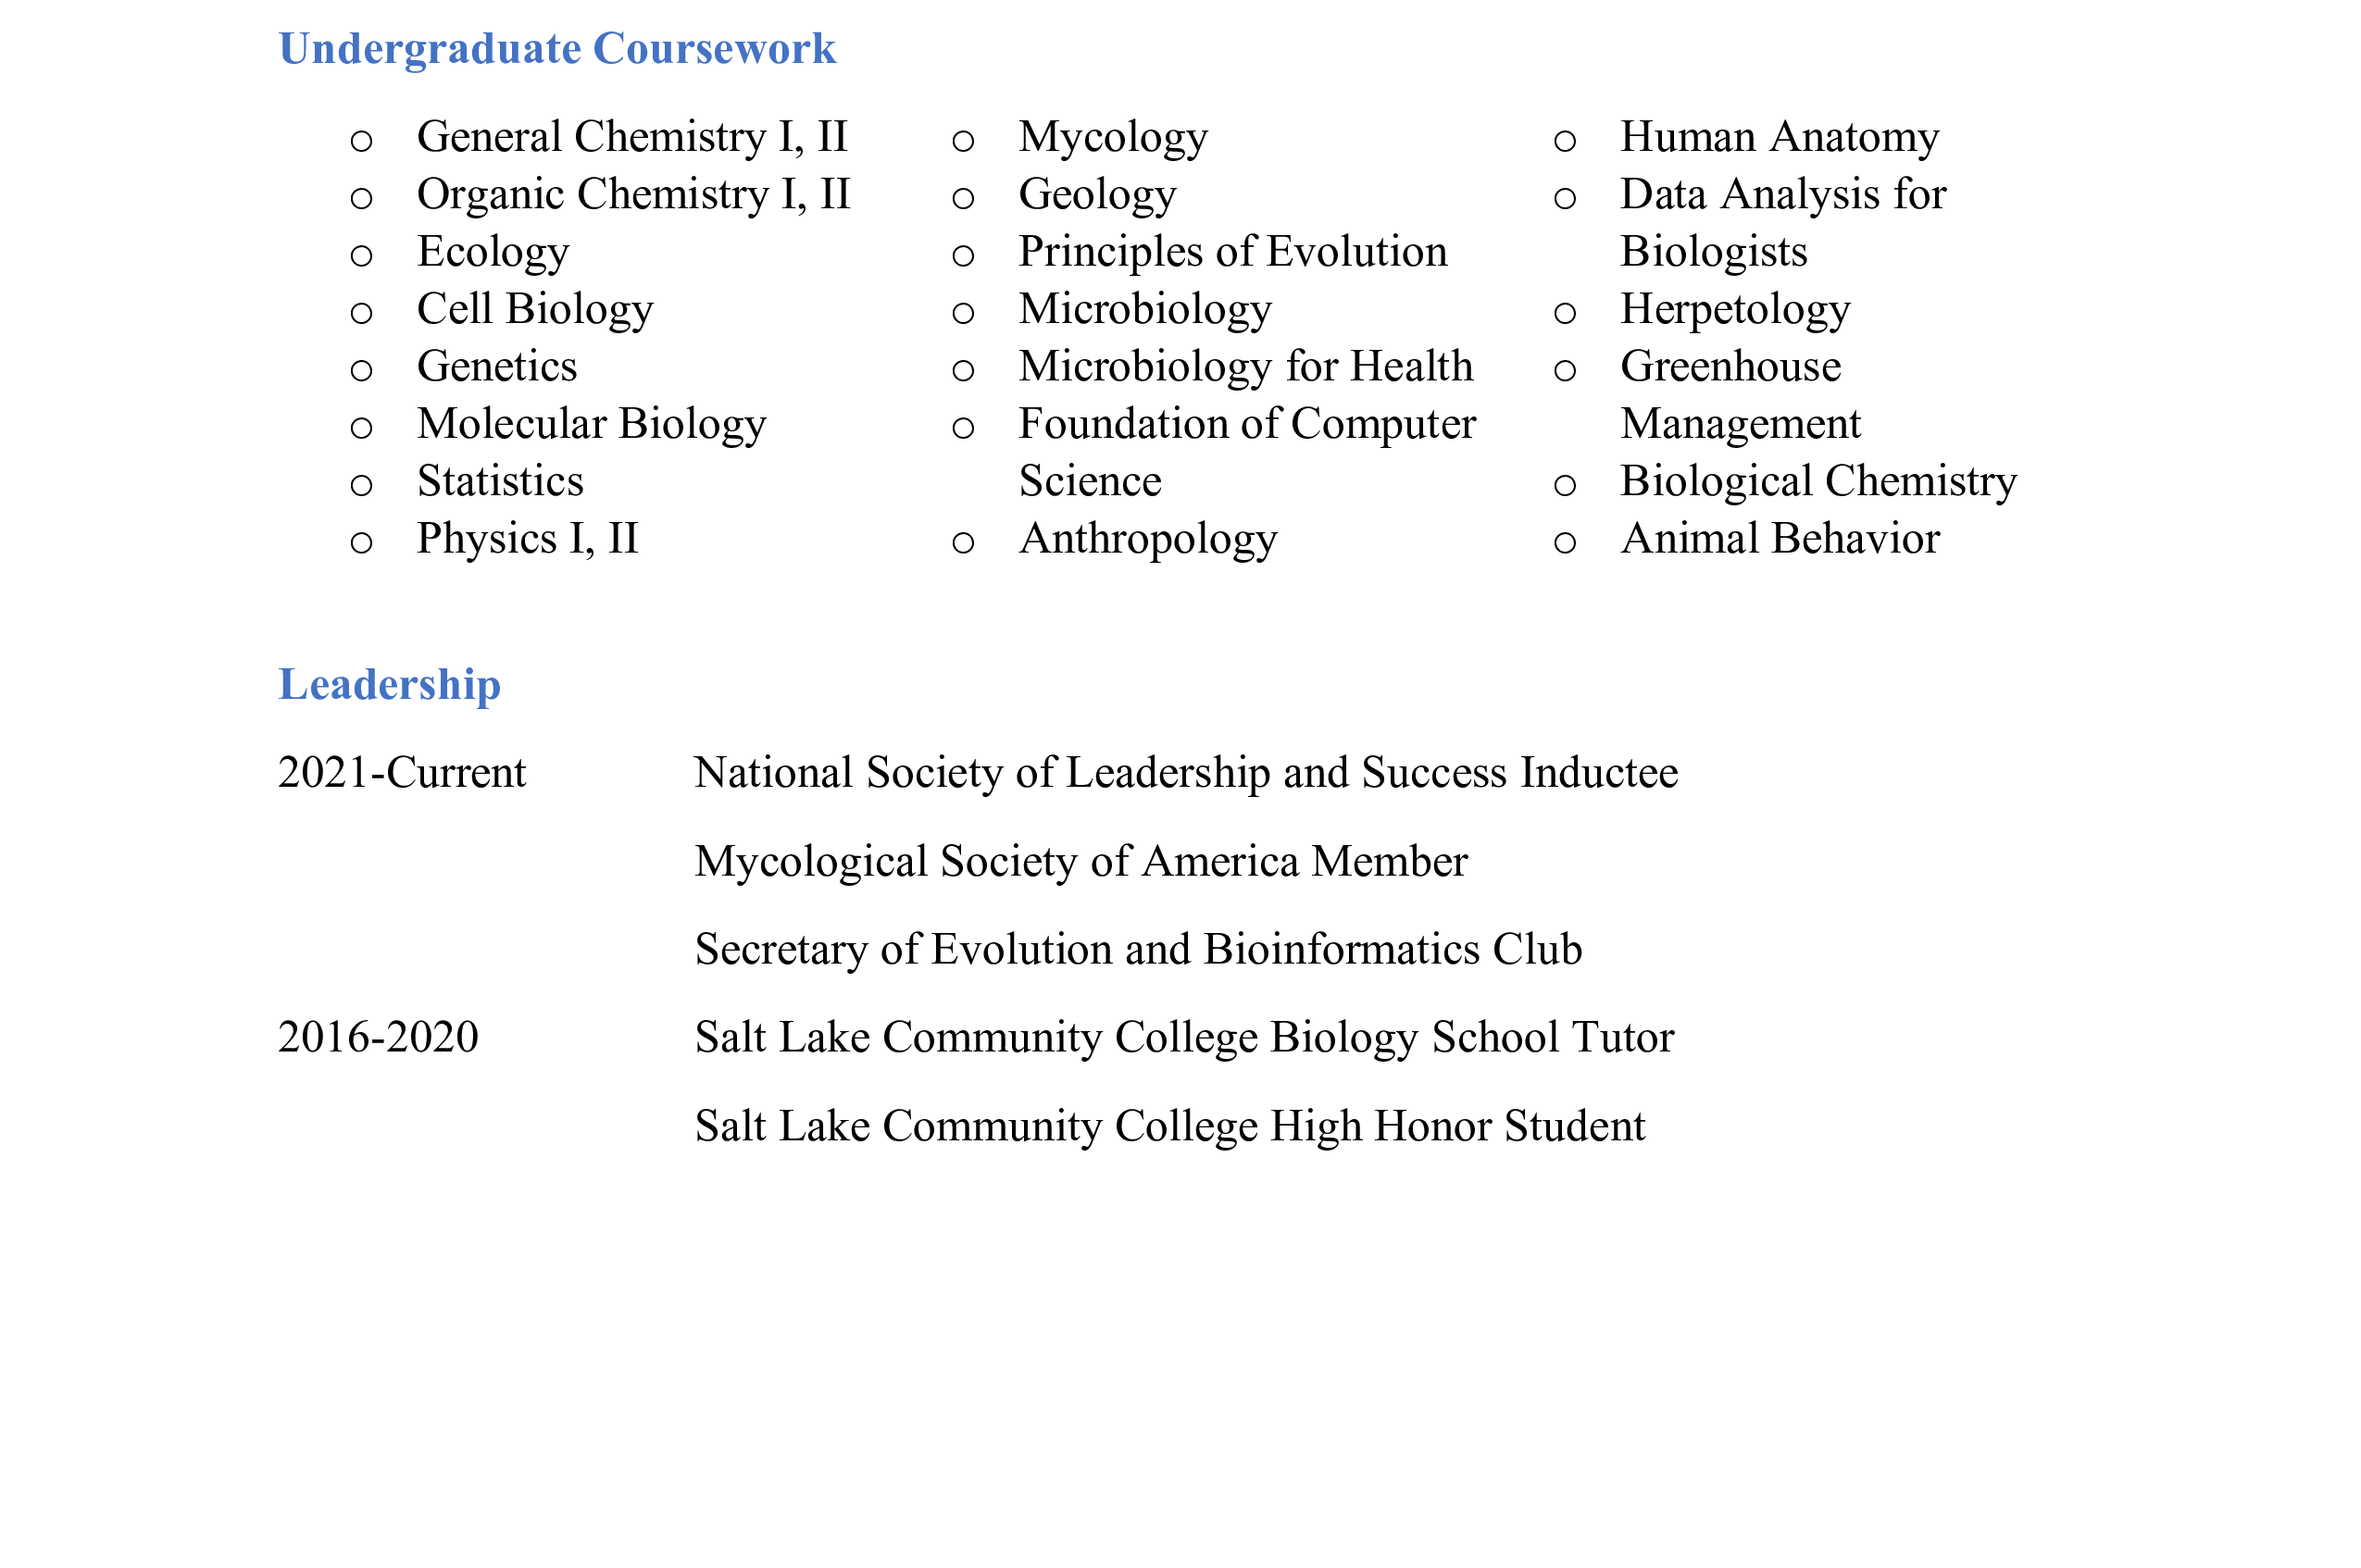 Undergraduate Coursework
o General Chemistry I, II
o Organic Chemistry I, II
o Ecology
o Cell Biology
o Genetics
o Molecular Biology
o Statistics
o Physics I, II
o Mycology
o Geology
o Principles of Evolution
o Microbiology
o Microbiology for Health
o Foundation of Computer
Science
o Anthropology
o Human Anatomy
o Data Analysis for
Biologists
o Herpetology
o Greenhouse
Management
o Biological Chemistry
o Animal Behavior
Leadership
2021-Current National Society of Leadership and Success Inductee
Mycological Society of America Member
Secretary of Evolution and Bioinformatics Club
2016-2020 Salt Lake Community College Biology School Tutor
Salt Lake Community College High Honor Student